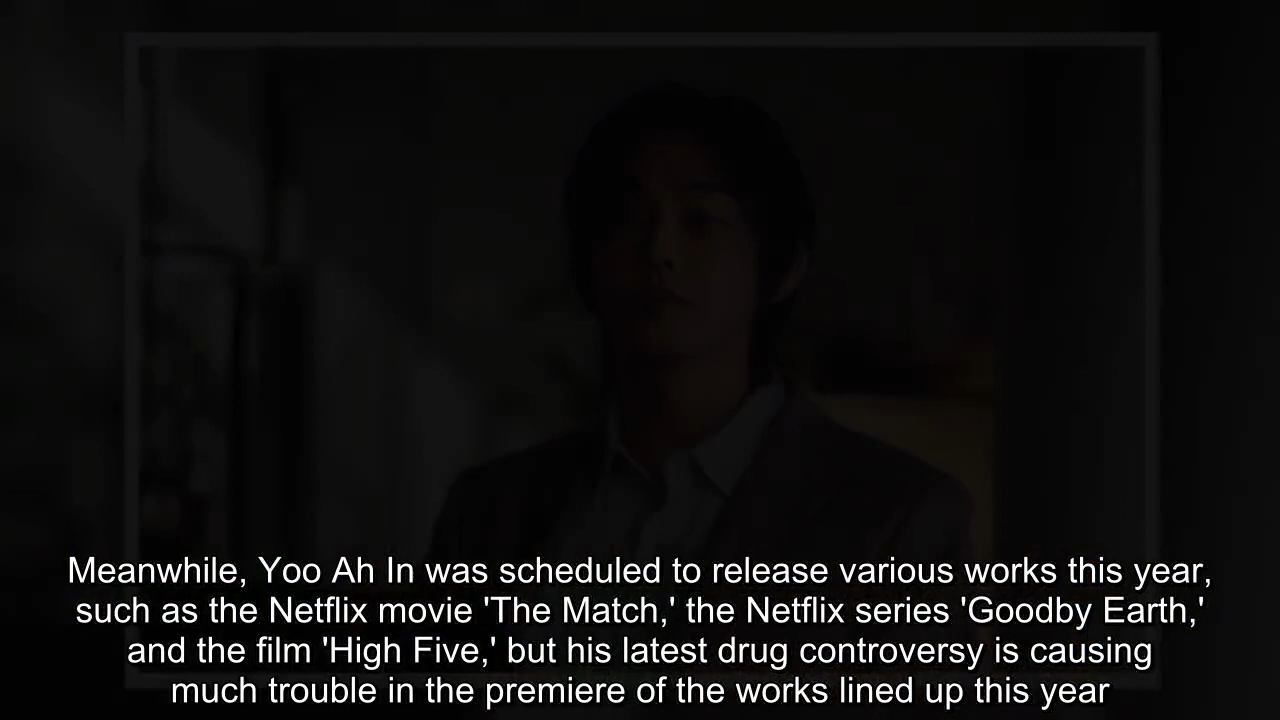 Meanwhile, Yoo Ah In was scheduled to release various works this year,
such as the Netflix movie 'The Match,' the Netflix series 'Goodby Earth,'
and the film 'High Five,' but his latest drug controversy is causing
much trouble in the premiere of the works lined up this year